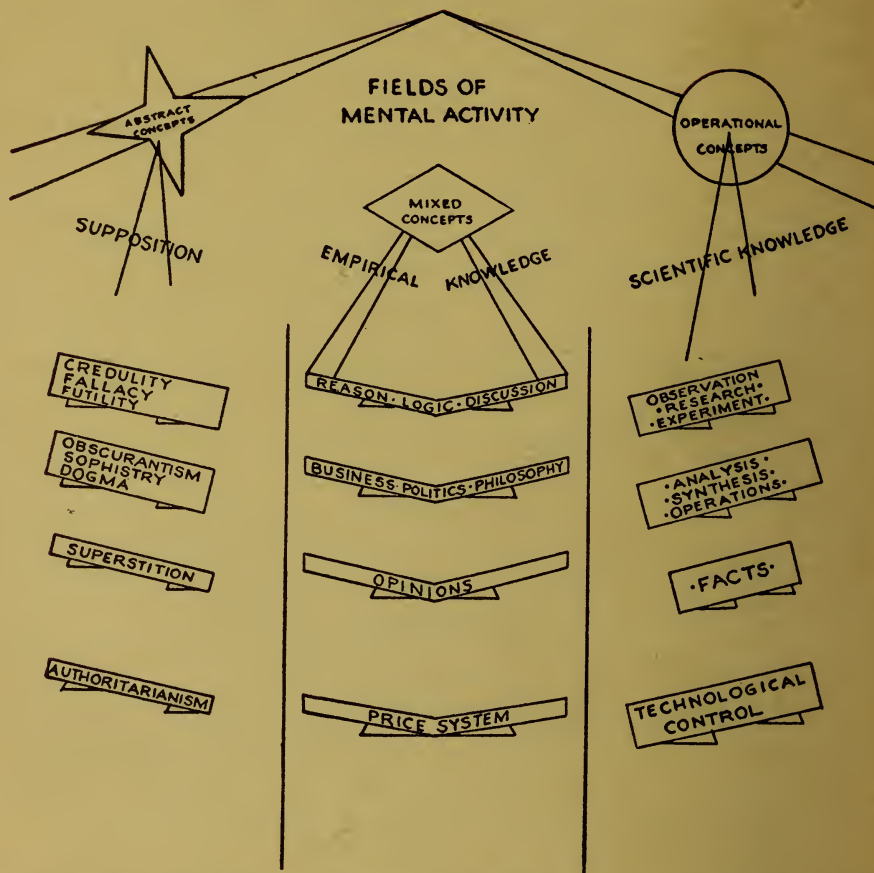 FIELDS OF
MENTAL ACTIVITY
ABSTRACT
CONCEPTS
OPERATIONAL
CONCEPTS
MIXED
CONCEPTS
SUPPOSITION
EMPIRICAL KNOWLEDGE
SCIENTIFIC KNOWLEDGE
CREDULITY
FALLACY
FUTILITY
REASON · LOGIC · DISCUSSION
OBSERVATION
· RESEARCH ·
· EXPERIMENT ·
OBSCURANTISM
SOPHISTRY
DOGMA
BUSINESS · POLITICS · PHILOSOPHY
· ANALYSIS ·
· SYNTHESIS ·
· OPERATIONS ·
SUPERSTITION
OPINIONS
· FACTS ·
AUTHORITARIANISM
PRICE SYSTEM
TECHNOLOGICAL
CONTROL